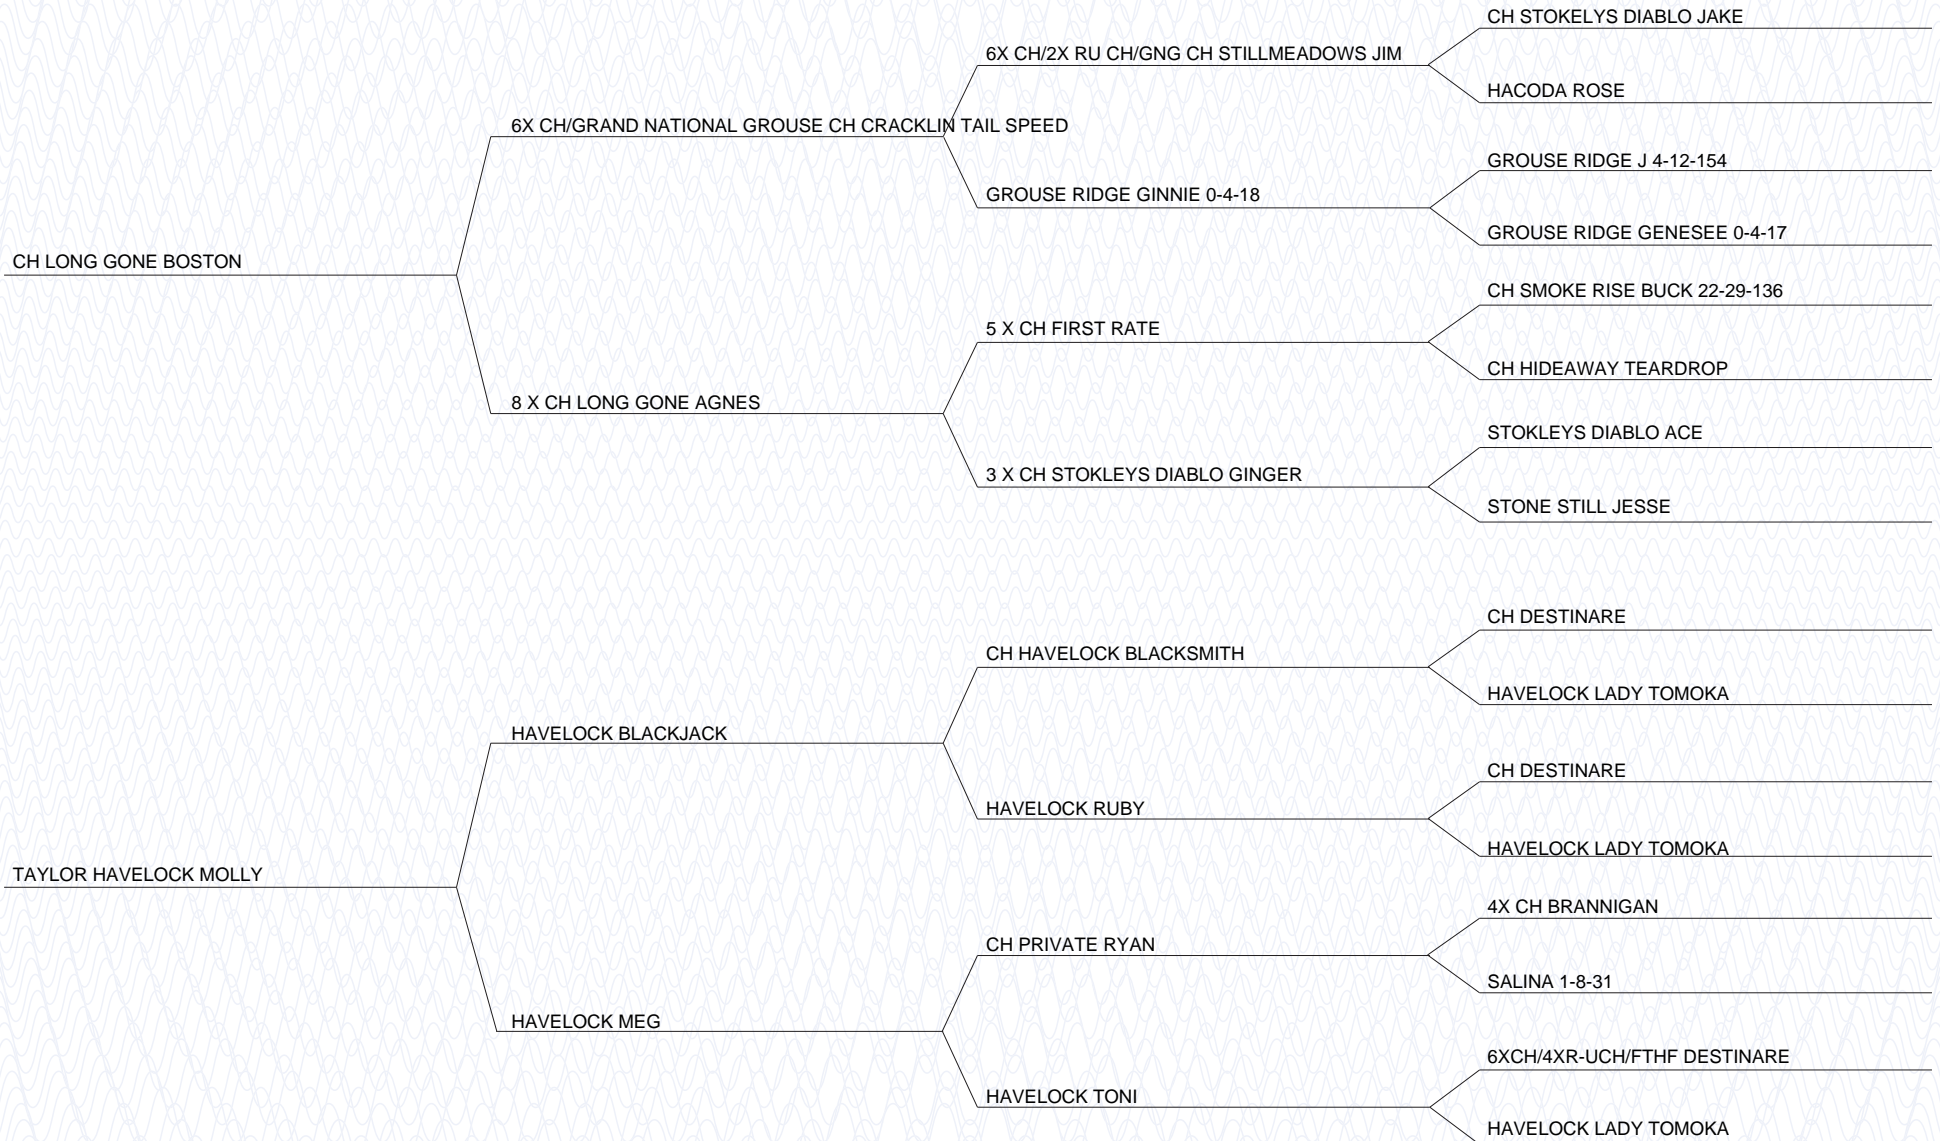 CH STOKELYS DIABLO JAKE
6X CH/2X RU CH/GNG CH STILLMEADOWS JIM
HACODA ROSE
6X CH/GRAND NATIONAL GROUSE CH CRACKLIN TAIL SPEED
GROUSE RIDGE J 4-12-154
GROUSE RIDGE GINNIE 0-4-18
GROUSE RIDGE GENESEE 0-4-17
CH LONG GONE BOSTON
CH SMOKE RISE BUCK 22-29-136
5 X CH FIRST RATE
CH HIDEAWAY TEARDROP
8 X CH LONG GONE AGNES
STOKLEYS DIABLO ACE
3 X CH STOKLEYS DIABLO GINGER
STONE STILL JESSE
CH DESTINARE
CH HAVELOCK BLACKSMITH
HAVELOCK LADY TOMOKA
HAVELOCK BLACKJACK
CH DESTINARE
HAVELOCK RUBY
HAVELOCK LADY TOMOKA
TAYLOR HAVELOCK MOLLY
4X CH BRANNIGAN
CH PRIVATE RYAN
SALINA 1-8-31
HAVELOCK MEG
6XCH/4XR-UCH/FTHF DESTINARE
HAVELOCK TONI
HAVELOCK LADY TOMOKA